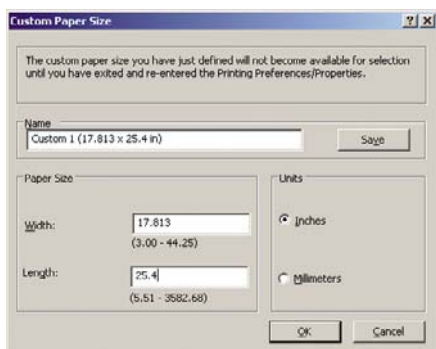 Custom Paper Size
The custom paper size you have just defined will not become available for selection
until you have exited and re-entered the Printing Preferences/Properties.
Name
Custom 1 (17.813 x 25.4 in)
Save
Paper Size
Width:
17.813
(3.00 - 44.25)
Length:
25.4
(5.51 - 3582.68)
Units
Inches
Milimeters
OK
Cancel